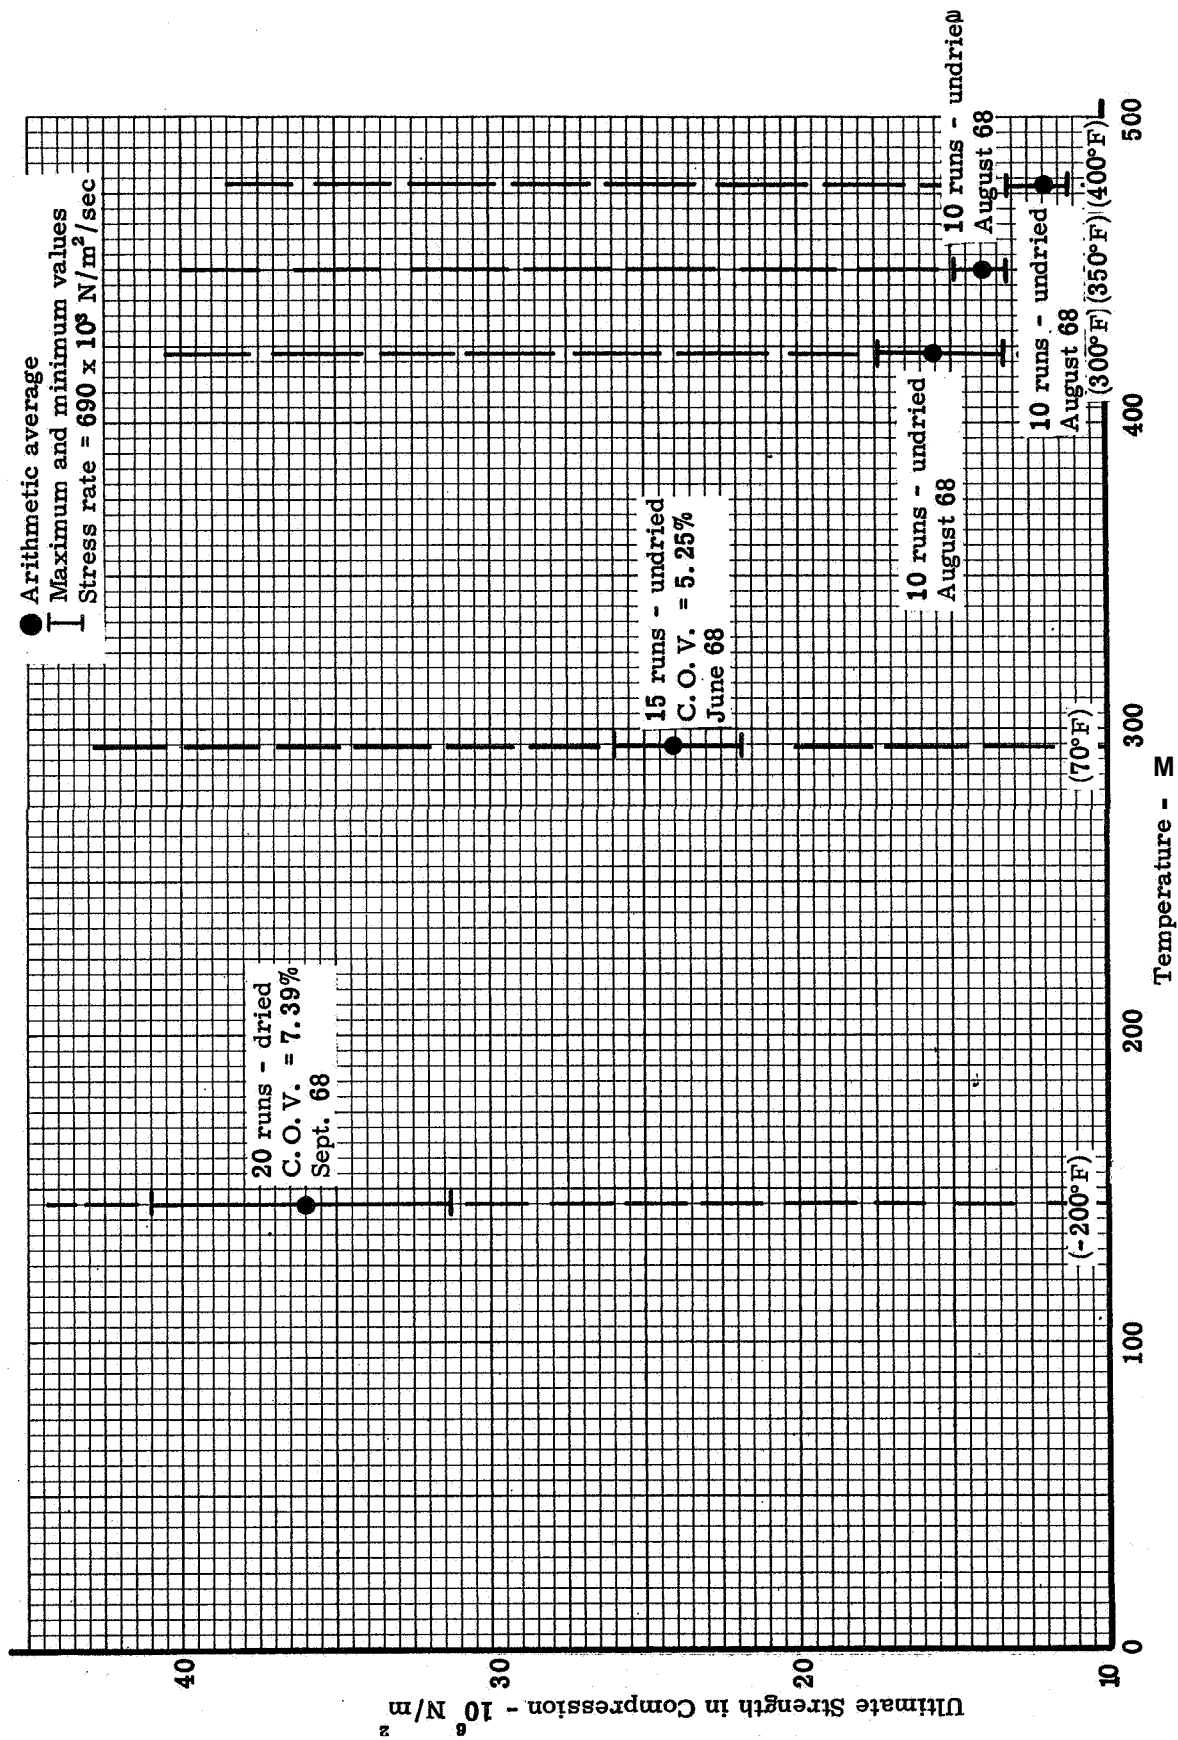 ● Arithmetic average
Maximum and minimum values
Stress rate = 690 x 10³ N/m²/sec
20 runs - dried
C.O.V. = 7.39%
Sept. 68
15 runs - undried
C.O.V. = 5.25%
June 68
10 runs - undried
August 68
10 runs - undried
August 68
10 runs - undried
August 68
(-200°F)
(70°F)
(300°F)
(350°F)
(400°F)
40
30
20
10
0
100
200
300
400
500
Temperature - M
Ultimate Strength in Compression - 10⁶ N/m²